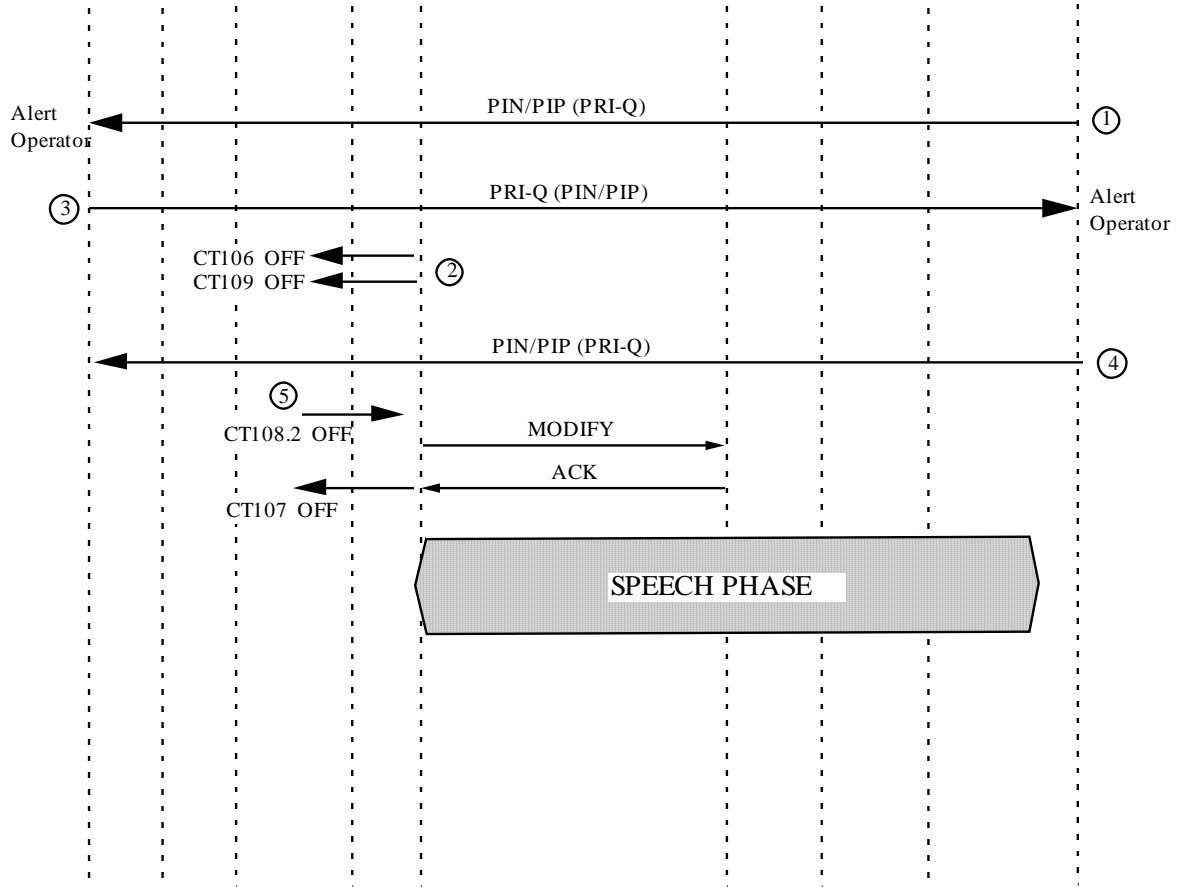 PIN/PIP (PRI-Q)
Alert
Operator
1
PRI-Q (PIN/PIP)
3
Alert
Operator
CT106 OFF
2
CT109 OFF
PIN/PIP (PRI-Q)
4
5
CT108.2 OFF
MODIFY
ACK
CT107 OFF
SPEECH PHASE